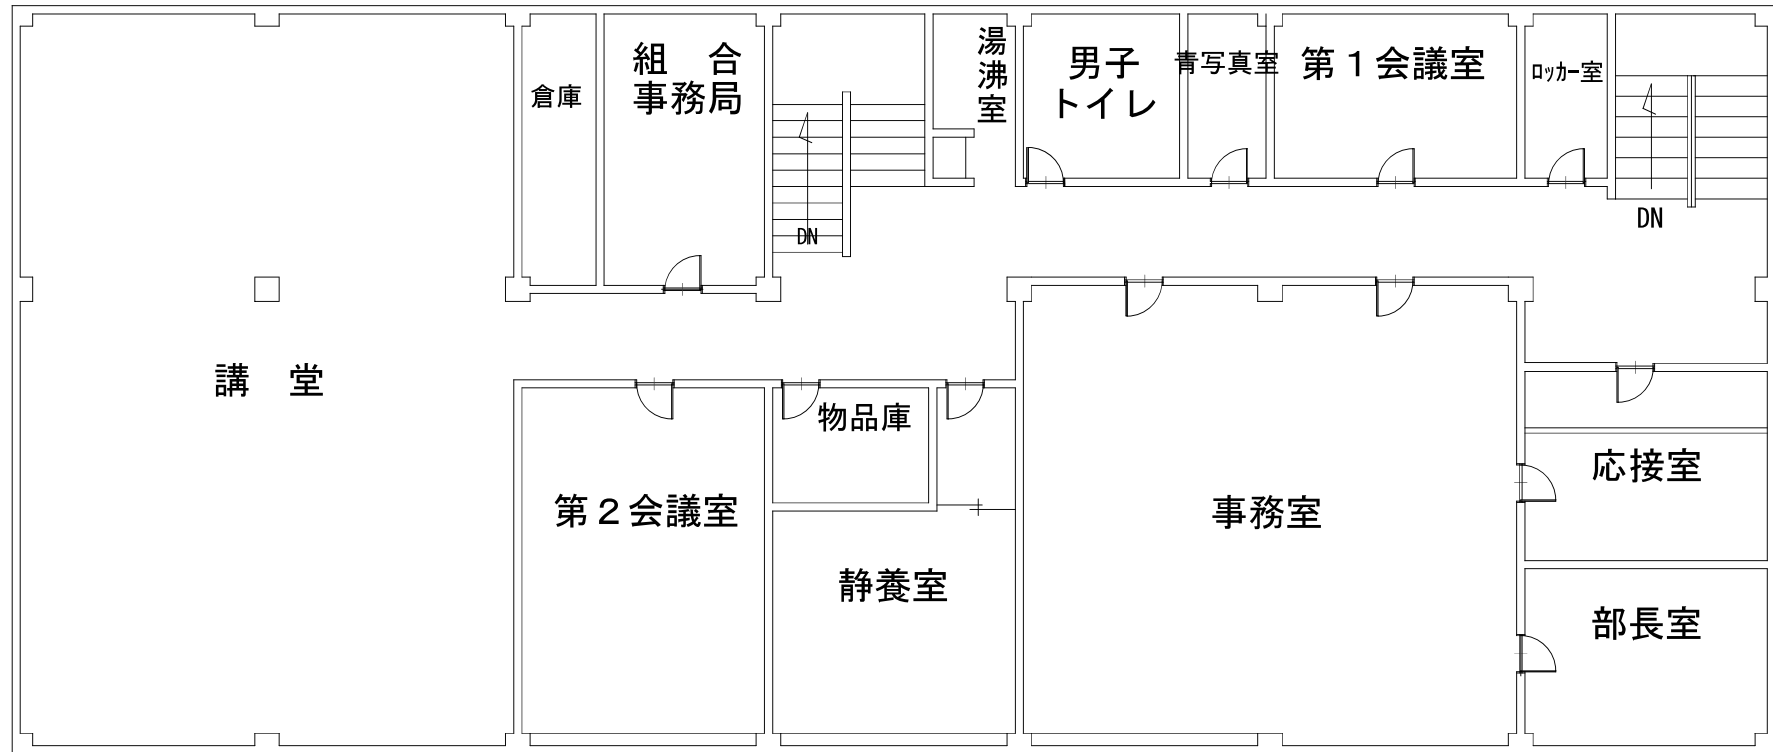 倉庫
組　合
事務局
湯沸室
男子
トイレ
青写真室
第１会議室
ロッカー室
DN
DN
講　堂
物品庫
第２会議室
静養室
事務室
応接室
部長室